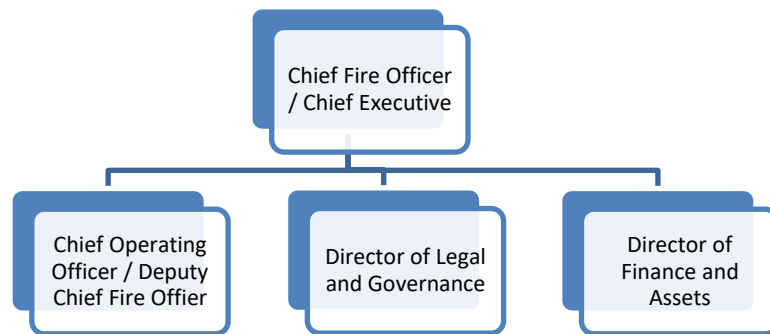 Chief Fire Officer
/ Chief Executive
Chief Operating
Officer / Deputy
Chief Fire Offier
Director of Legal
and Governance
Director of
Finance and
Assets